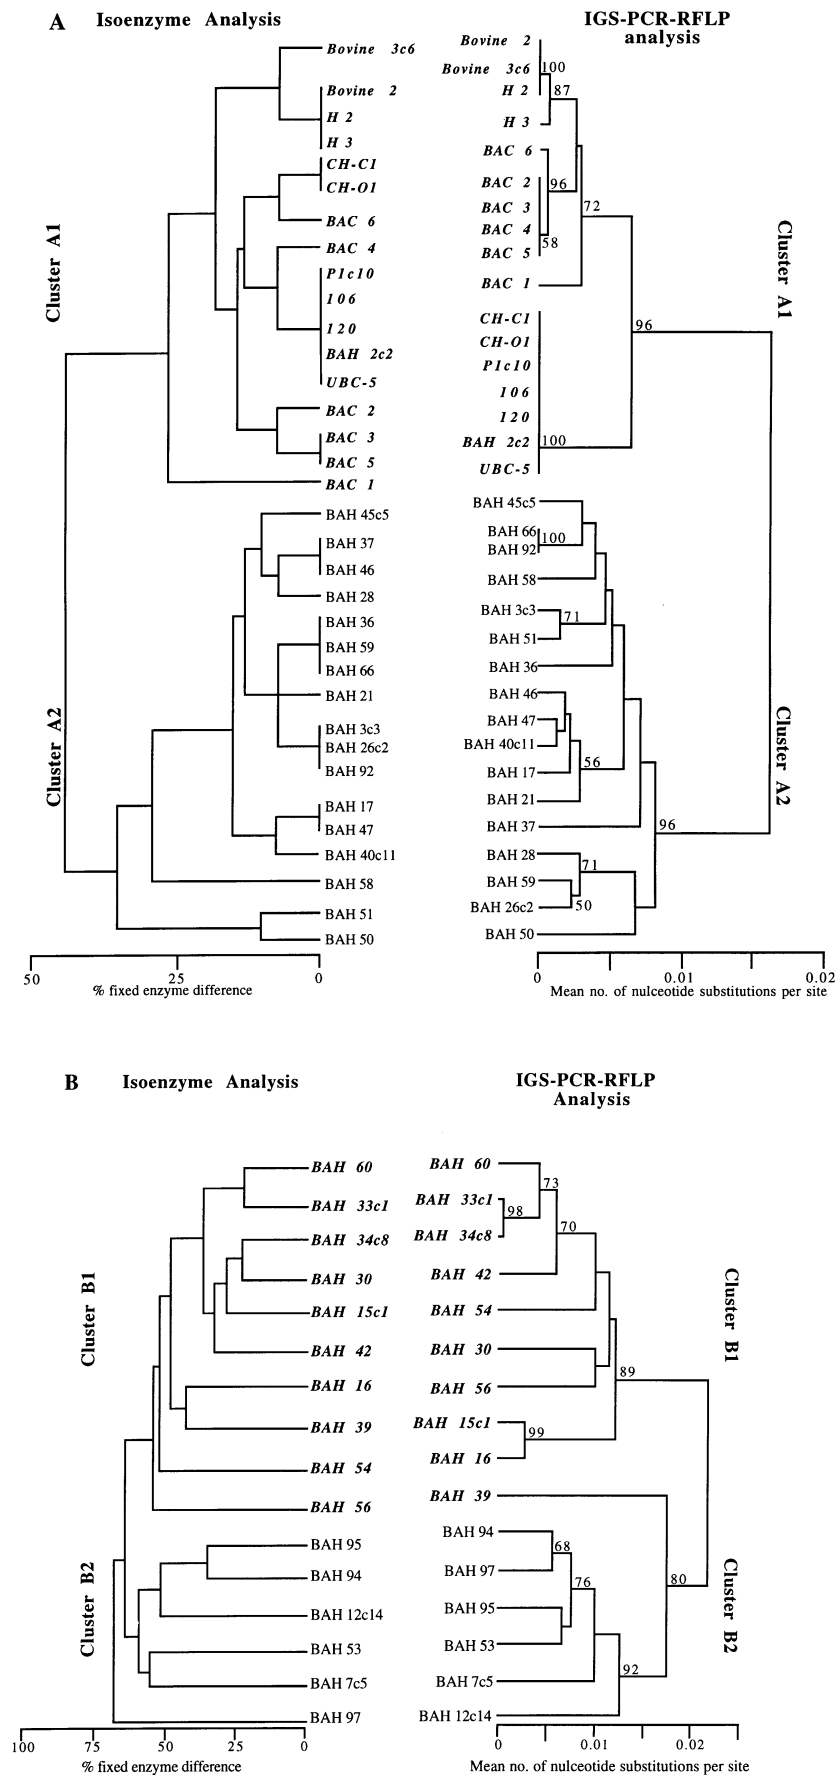 A Isoenzyme Analysis
IGS-PCR-RFLP
analysis
Bovine 3c6
Bovine 2
H 2
H 3
CH-C1
CH-O1
BAC 6
BAC 4
P1c10
106
120
BAH 2c2
UBC-5
BAC 2
BAC 3
BAC 5
BAC 1
BAH 45c5
BAH 37
BAH 46
BAH 28
BAH 36
BAH 59
BAH 66
BAH 21
BAH 3c3
BAH 26c2
BAH 92
BAH 17
BAH 47
BAH 40c11
BAH 58
BAH 51
BAH 50
Cluster A1
Cluster A2
50
25
0
% fixed enzyme difference
Bovine 2
Bovine 3c6
H 2
H 3
BAC 6
BAC 2
BAC 3
BAC 4
BAC 5
BAC 1
CH-C1
CH-O1
P1c10
106
120
BAH 2c2
UBC-5
BAH 45c5
BAH 66
BAH 92
BAH 58
BAH 3c3
BAH 51
BAH 36
BAH 46
BAH 47
BAH 40c11
BAH 17
BAH 21
BAH 37
BAH 28
BAH 59
BAH 26c2
BAH 50
100
87
96
72
58
96
100
100
71
56
96
71
50
Cluster A1
Cluster A2
0
0.01
0.02
Mean no. of nulceotide substitutions per site
B Isoenzyme Analysis
IGS-PCR-RFLP
Analysis
BAH 60
BAH 33c1
BAH 34c8
BAH 30
BAH 15c1
BAH 42
BAH 16
BAH 39
BAH 54
BAH 56
BAH 95
BAH 94
BAH 12c14
BAH 53
BAH 7c5
BAH 97
Cluster B1
Cluster B2
100
75
50
25
0
% fixed enzyme difference
BAH 60
BAH 33c1
BAH 34c8
BAH 42
BAH 54
BAH 30
BAH 56
BAH 15c1
BAH 16
BAH 39
BAH 94
BAH 97
BAH 95
BAH 53
BAH 7c5
BAH 12c14
73
98
70
89
99
68
76
80
92
Cluster B1
Cluster B2
0
0.01
0.02
Mean no. of nulceotide substitutions per site